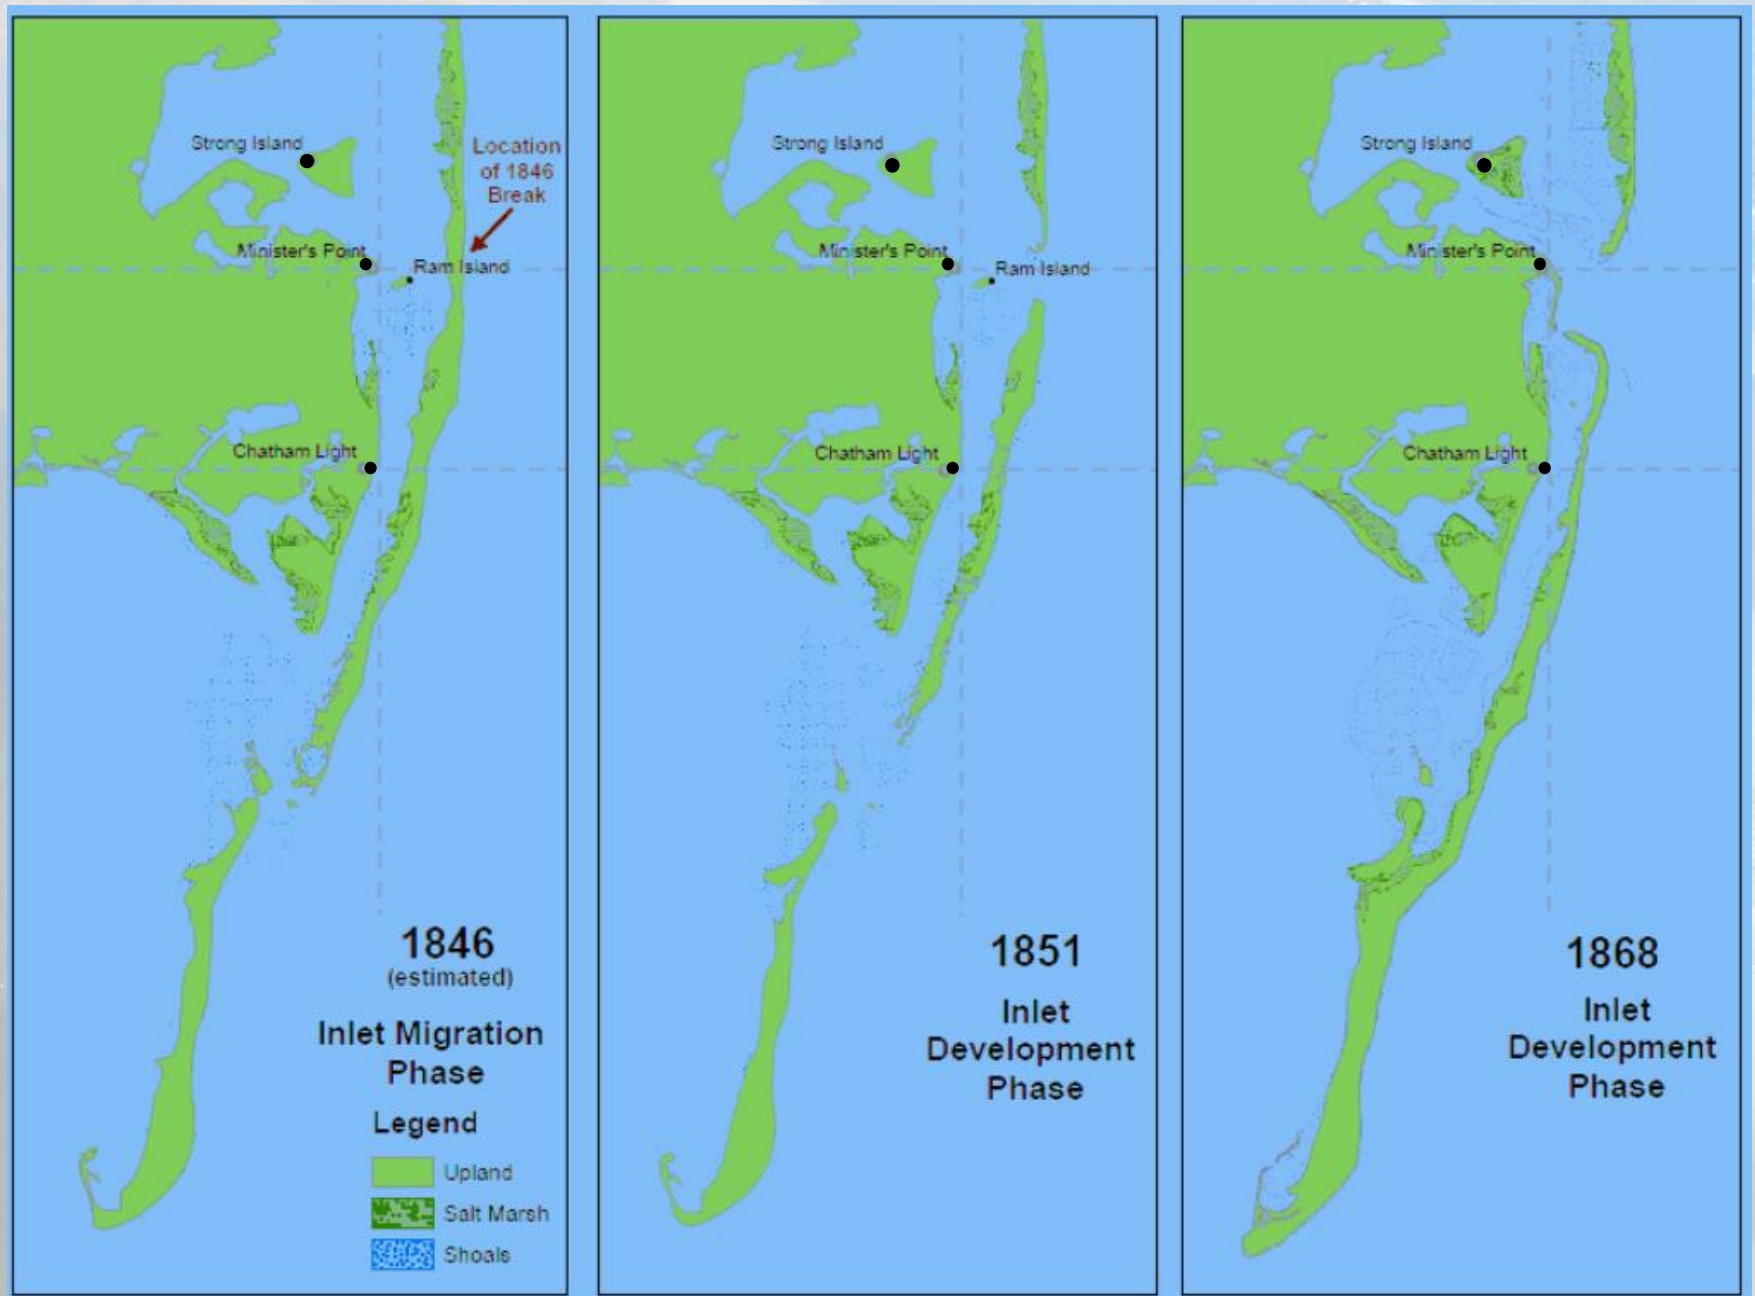 Strong Island
Location
of 1846
Break
Minister's Point
Ram Island
Chatham Light
1846
(estimated)
Inlet Migration
Phase
Legend
Upland
Salt Marsh
Shoals
Strong Island
Minister's Point
Ram Island
Chatham Light
1851
Inlet
Development
Phase
Strong Island
Minister's Point
Chatham Light
1868
Inlet
Development
Phase